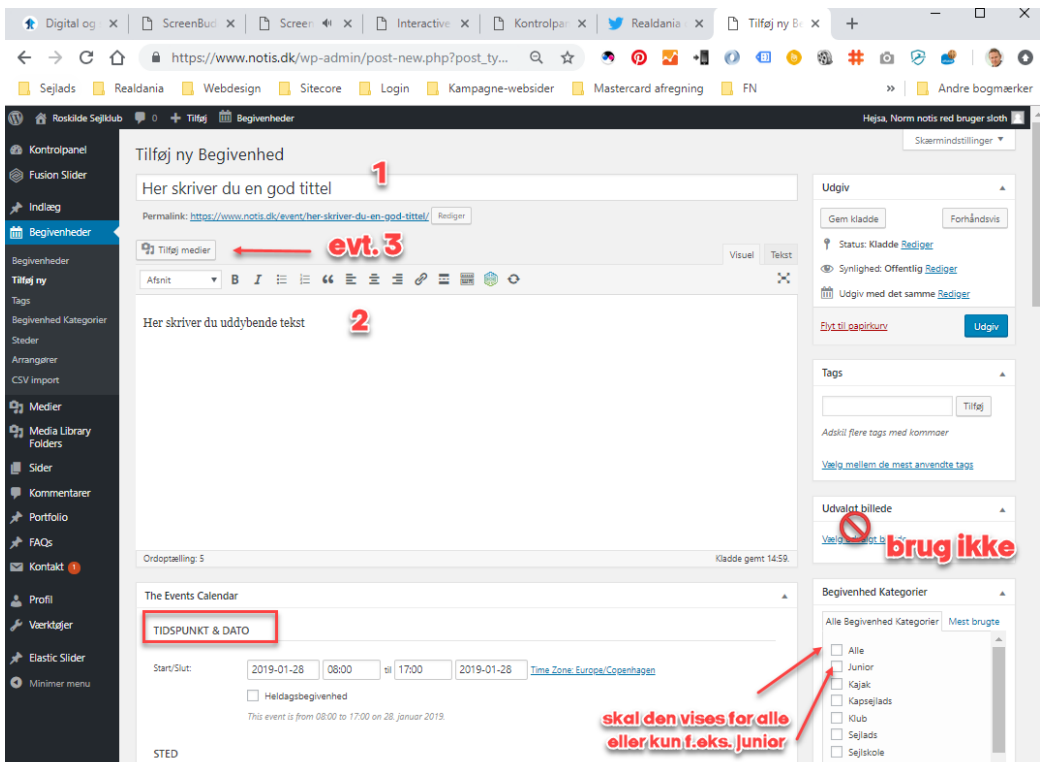 Digital og
ScreenBud
Screen
Interactive
Kontrolpan
Realdania
Tilføj ny Be
https://www.notis.dk/wp-admin/post-new.php?post_ty...
Sejlads
Realdania
Webdesign
Sitecore
Login
Kampagne-websider
Mastercard afregning
FN
»
Andre bogmærker
Roskilde Sejlklub
0
Tilføj
Begivenheder
Hejsa, Norm notis red bruger sloth
Skærmindstillinger
Kontrolpanel
Fusion Slider
Indlæg
Begivenheder
Begivenheder
Tilføj ny
Tags
Begivenhed Kategorier
Steder
Arrangører
CSV import
Medier
Media Library
Folders
Sider
Kommentarer
Portfolio
FAQs
Kontakt 1
Profil
Værktøjer
Elastic Slider
Minimer menu
Tilføj ny Begivenhed
Her skriver du en god tittel
1
Permalink: https://www.notis.dk/event/her-skriver-du-en-god-tittel/ Rediger
Tilføj medier
evt. 3
Visuel Tekst
Afsnit
B I
Her skriver du uddybende tekst
2
Ordoptælling: 5
Kladde gemt 14:59.
The Events Calendar
TIDSPUNKT & DATO
Start/Slut: 2019-01-28 08:00 til 17:00 2019-01-28 Time Zone: Europe/Copenhagen
Heldagsbegivenhed
This event is from 08:00 to 17:00 on 28. januar 2019.
STED
Udgiv
Gem kladde
Forhåndsvis
Status: Kladde Rediger
Synlighed: Offentlig Rediger
Udgiv med det samme Rediger
Flyt til papirkurv
Udgiv
Tags
Tilføj
Adskil flere tags med kommaer
Vælg mellem de mest anvendte tags
Udvalgt billede
Vælg udvalgt billede
brug ikke
Begivenhed Kategorier
Alle Begivenhed Kategorier Mest brugte
Alle
Junior
Kajak
Kapsejlads
Klub
Sejlads
Sejlskole
skal den vises for alle
eller kun f.eks. junior